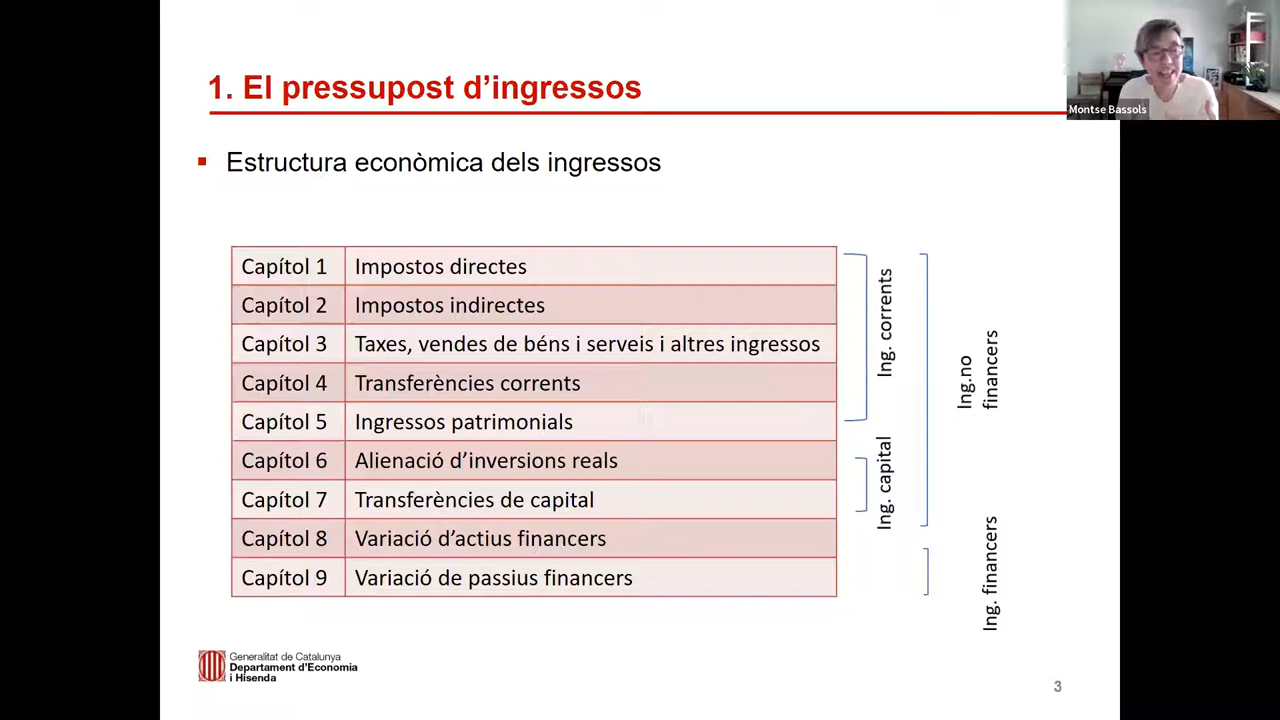 1. El pressupost d'ingressos
Montse Bassols
Estructura econòmica dels ingressos
Capítol 1 Impostos directes
Capítol 2 Impostos indirectes
Capítol 3 Taxes, vendes de béns i serveis i altres ingressos
Capítol 4 Transferències corrents
Capítol 5 Ingressos patrimonials
Capítol 6 Alienació d'inversions reals
Capítol 7 Transferències de capital
Capítol 8 Variació d'actius financers
Capítol 9 Variació de passius financers
Ing. corrents
Ing. capital
Ing.no
financers
Ing. financers
Generalitat de Catalunya
Departament d'Economia
i Hisenda
3